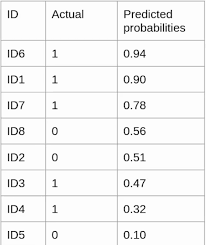 ID Actual Predicted
probabilities
ID6 1 0.94
ID1 1 0.90
ID7 1 0.78
ID8 0 0.56
ID2 0 0.51
ID3 1 0.47
ID4 1 0.32
ID5 0 0.10